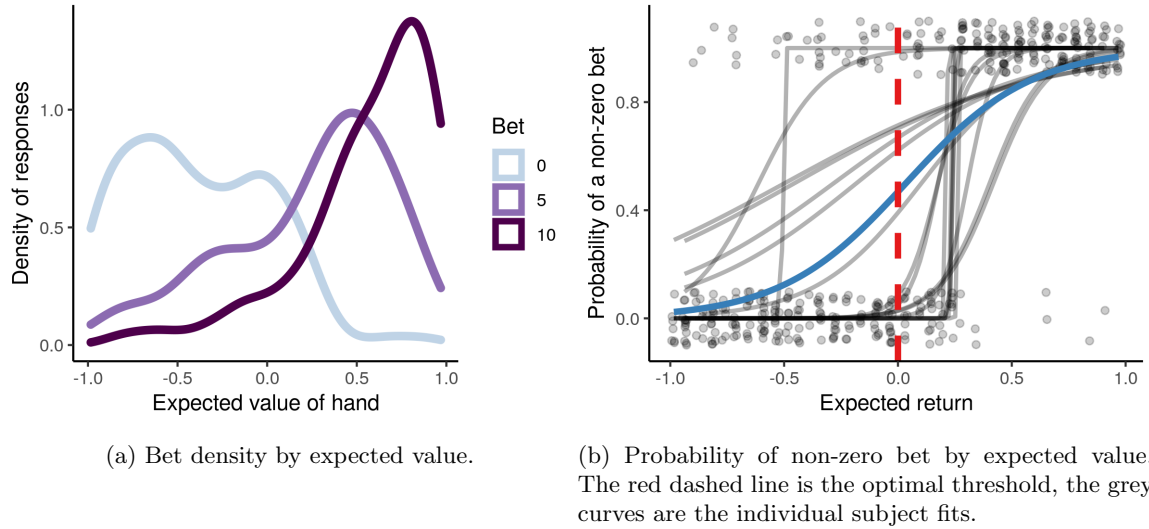 Density of responses
1.0
0.5
0.0
-1.0 -0.5 0.0 0.5 1.0
Expected value of hand
Bet
0
5
10
(a) Bet density by expected value.
Probability of a non-zero bet
0.8
0.4
0.0
-1.0 -0.5 0.0 0.5 1.0
Expected return
(b) Probability of non-zero bet by expected value.
The red dashed line is the optimal threshold, the grey
curves are the individual subject fits.